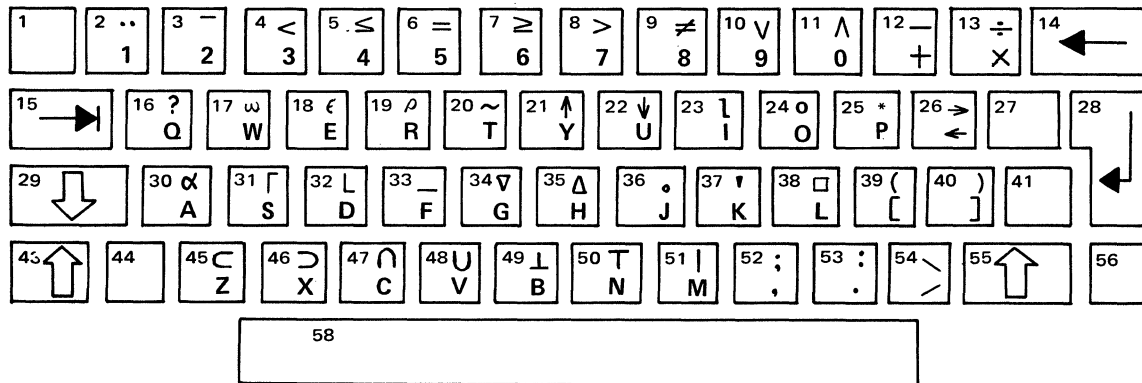 1 2 ¨ 3 ¯ 4 < 5 ≤ 6 = 7 ≥ 8 > 9 ≠ 10 ∨ 11 ∧ 12 − 13 ÷ 14 ←
1 2 3 4 5 6 7 8 9 0 + ×
15 →| 16 ? 17 ω 18 ϵ 19 ρ 20 ~ 21 ↑ 22 ↓ 23 ɩ 24 o 25 * 26 → 27 28 ↵
Q W E R T Y U I O P ←
29 ⇩ 30 α 31 ⌈ 32 ⌊ 33 _ 34 ∇ 35 ∆ 36 ∘ 37 ' 38 □ 39 ( 40 ) 41
A S D F G H J K L [ ]
43 ⇧ 44 45 ⊂ 46 ⊃ 47 ∩ 48 ∪ 49 ⊥ 50 ⊤ 51 | 52 ; 53 : 54 \ 55 ⇧ 56
Z X C V B N M , . /
58